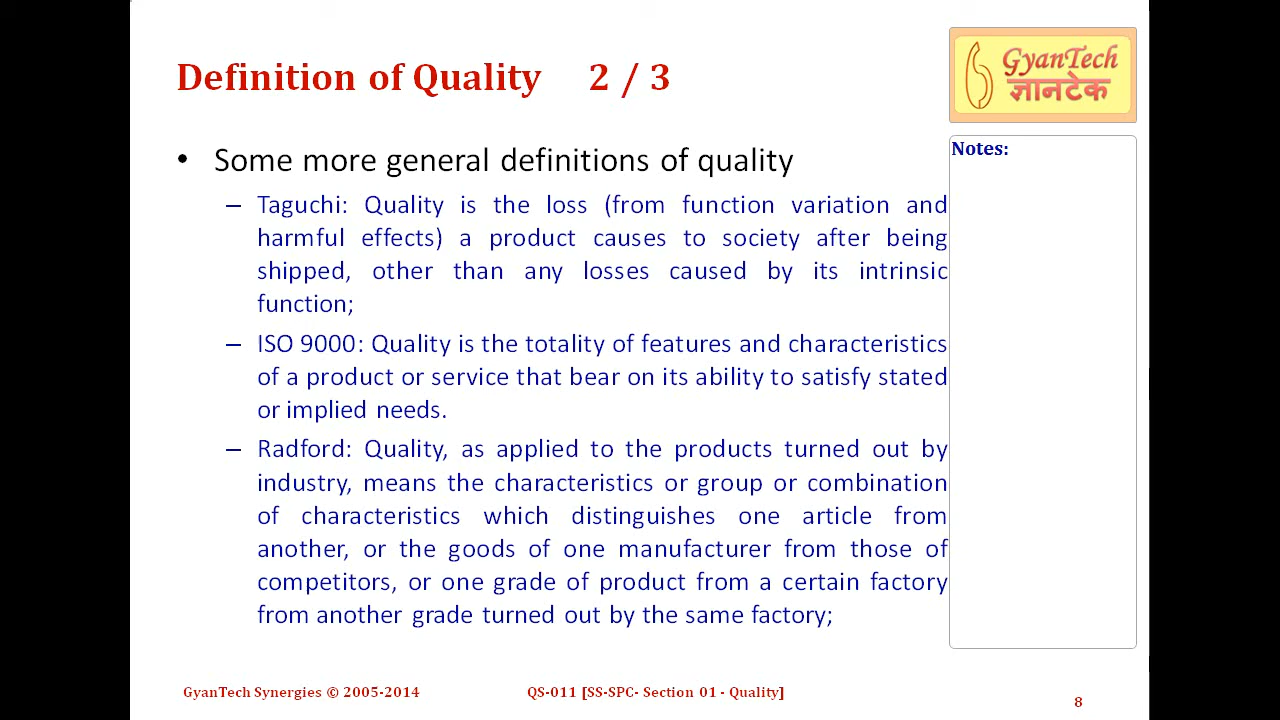 Definition of Quality 2 / 3
GyanTech
ज्ञानटेक
Notes:
• Some more general definitions of quality
– Taguchi: Quality is the loss (from function variation and
harmful effects) a product causes to society after being
shipped, other than any losses caused by its intrinsic
function;
– ISO 9000: Quality is the totality of features and characteristics
of a product or service that bear on its ability to satisfy stated
or implied needs.
– Radford: Quality, as applied to the products turned out by
industry, means the characteristics or group or combination
of characteristics which distinguishes one article from
another, or the goods of one manufacturer from those of
competitors, or one grade of product from a certain factory
from another grade turned out by the same factory;
GyanTech Synergies © 2005-2014
QS-011 [SS-SPC- Section 01 - Quality]
8